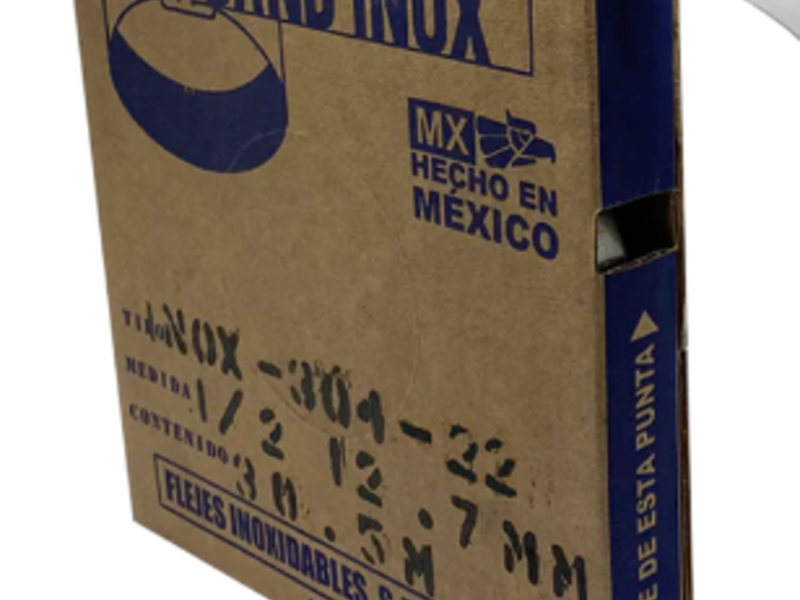 INOX
MX
HECHO EN
MÉXICO
TIPO INOX-304-22
MEDIDA 1/2 12.7 MM
CONTENIDO 30.5 M
FLEJES INOXIDABLES, S.
DE ESTA PUNTA